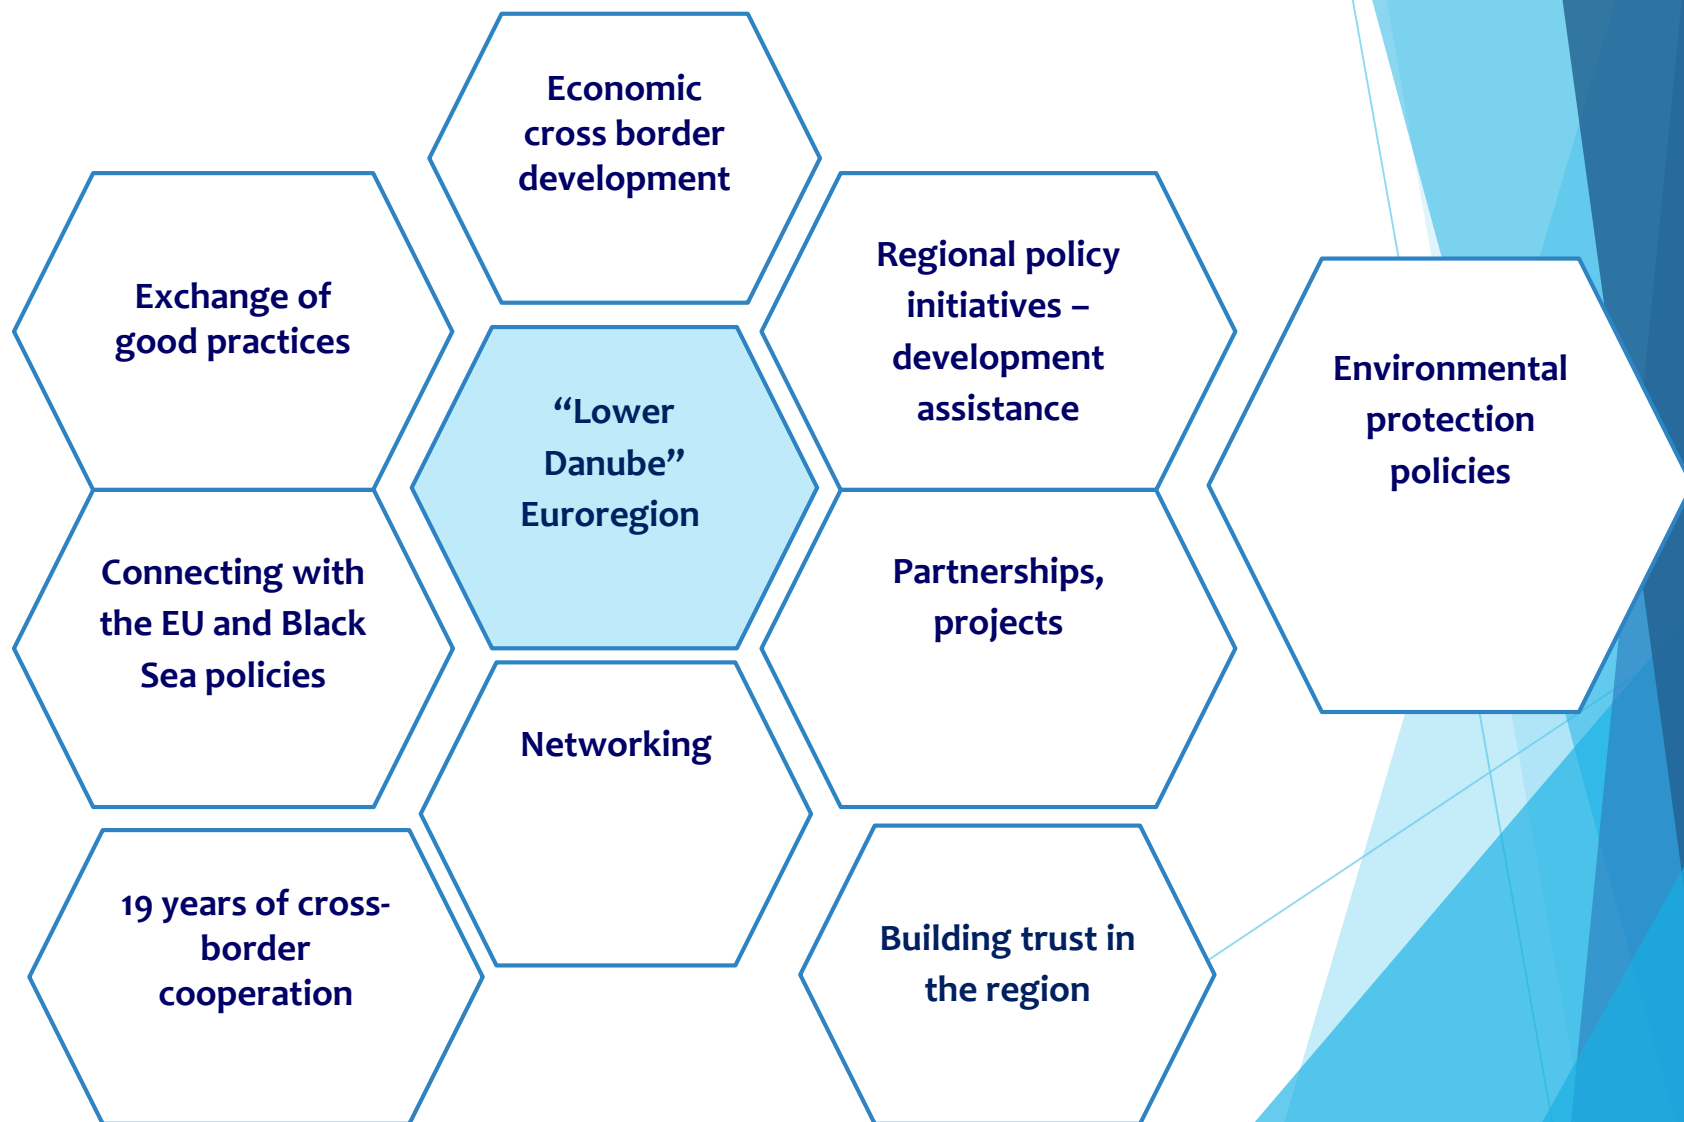 Economic
cross border
development
Exchange of
good practices
Regional policy
initiatives –
development
assistance
Environmental
protection
policies
“Lower
Danube”
Euroregion
Connecting with
the EU and Black
Sea policies
Partnerships,
projects
Networking
19 years of cross-
border
cooperation
Building trust in
the region